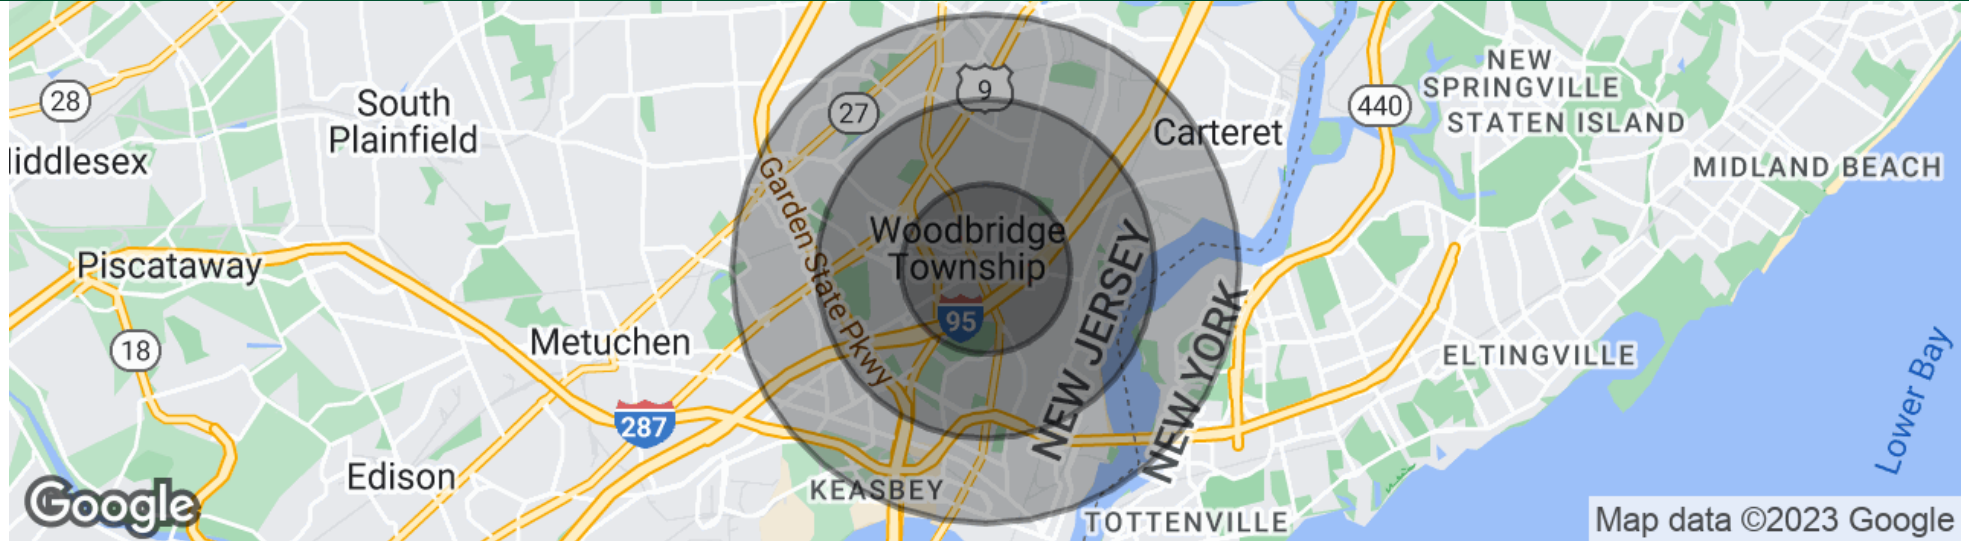 28
South
Plainfield
iddlesex
27
9
Carteret
440
NEW
SPRINGVILLE
STATEN ISLAND
MIDLAND BEACH
Garden State Pkwy
Woodbridge
Township
Piscataway
95
NEW JERSEY
NEW YORK
18
Metuchen
ELTINGVILLE
Lower Bay
287
Edison
KEASBEY
TOTTENVILLE
Google
Map data ©2023 Google